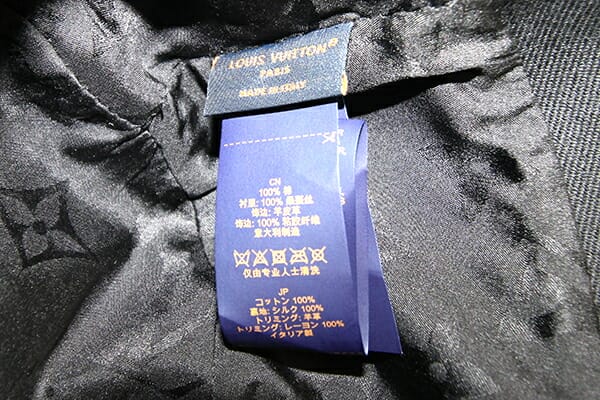 LOUIS VUITTON®
PARIS
MADE IN ITALY
CN
100% 棉
衬里: 100% 桑蚕丝
饰边: 羊皮革
饰边: 100% 粘胶纤维
意大利制造
仅由专业人士清洗
JP
コットン 100%
裏地: シルク 100%
トリミング: 羊革
トリミング: レーヨン 100%
イタリア製